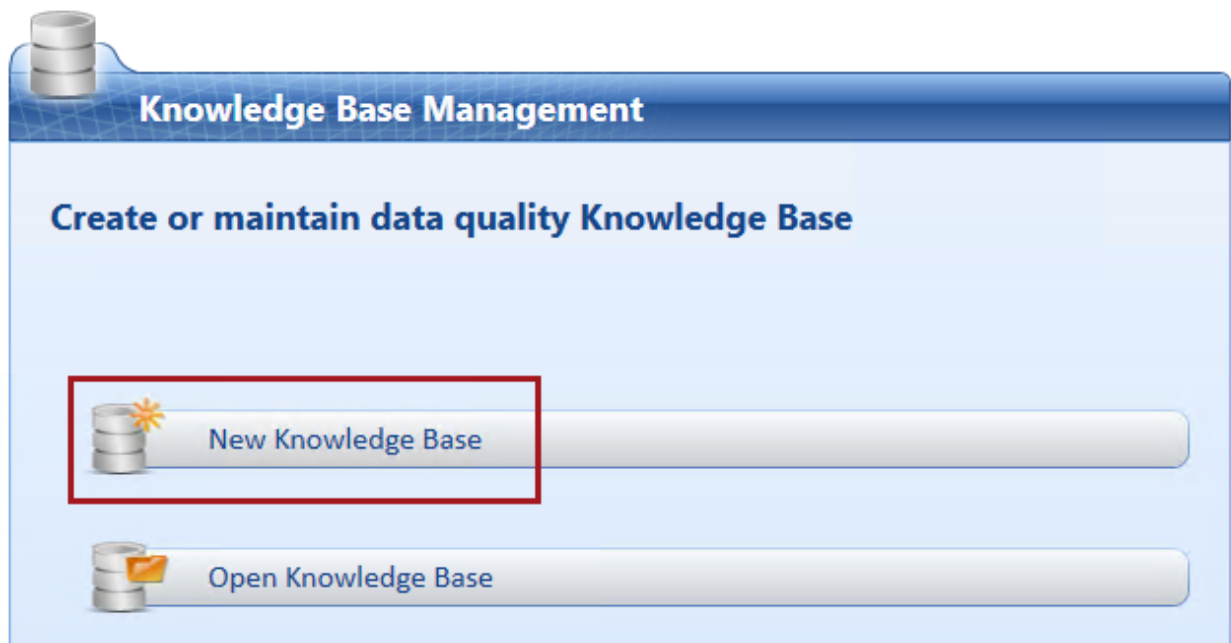 Knowledge Base Management
Create or maintain data quality Knowledge Base
New Knowledge Base
Open Knowledge Base